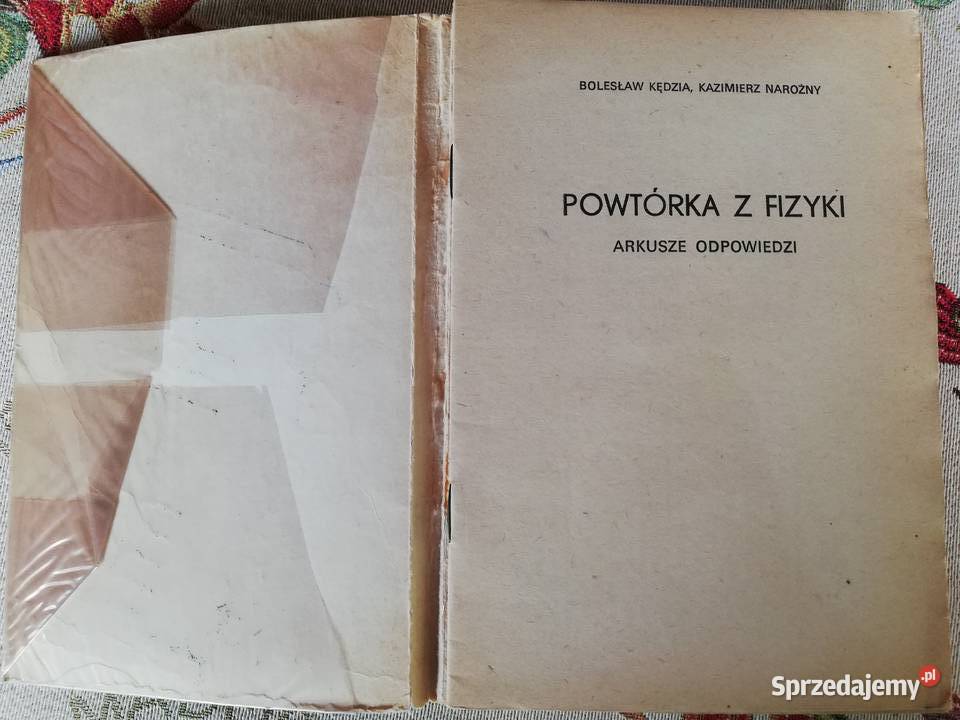 BOLESŁAW KĘDZIA, KAZIMIERZ NAROŻNY
POWTÓRKA Z FIZYKI
ARKUSZE ODPOWIEDZI
Sprzedajemy.pl